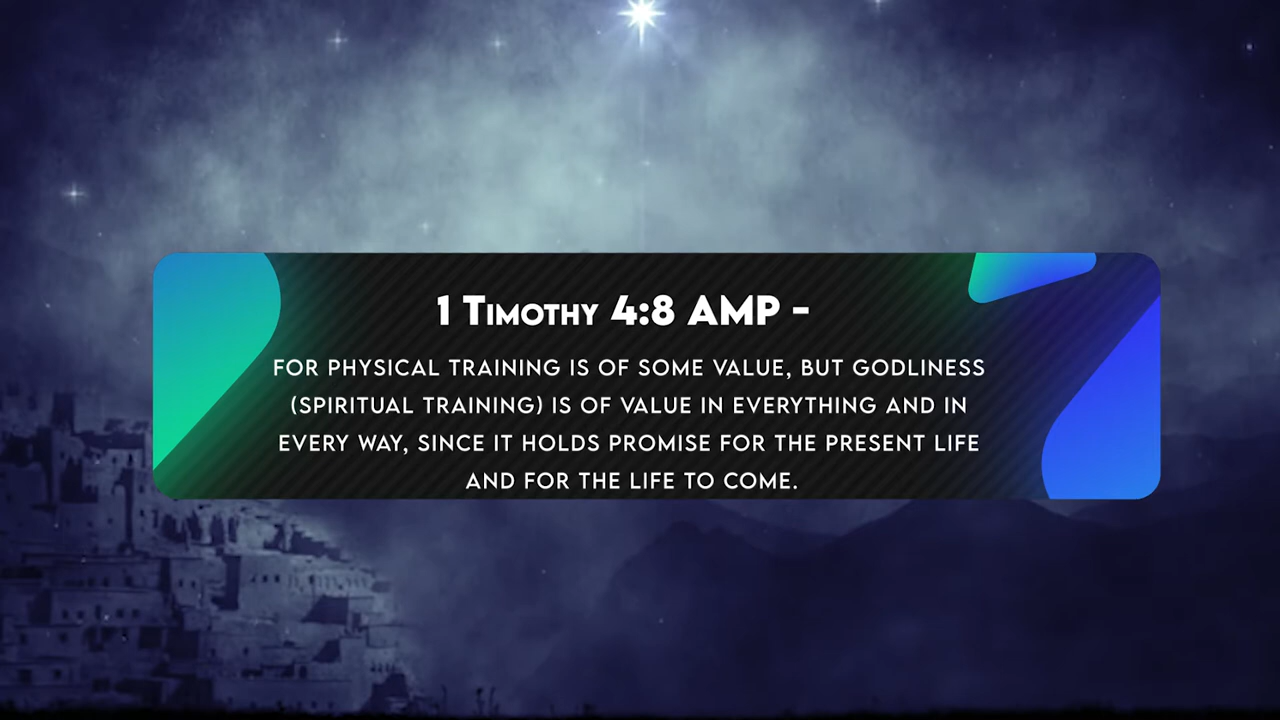 1 Timothy 4:8 AMP -
FOR PHYSICAL TRAINING IS OF SOME VALUE, BUT GODLINESS
(SPIRITUAL TRAINING) IS OF VALUE IN EVERYTHING AND IN
EVERY WAY, SINCE IT HOLDS PROMISE FOR THE PRESENT LIFE
AND FOR THE LIFE TO COME.